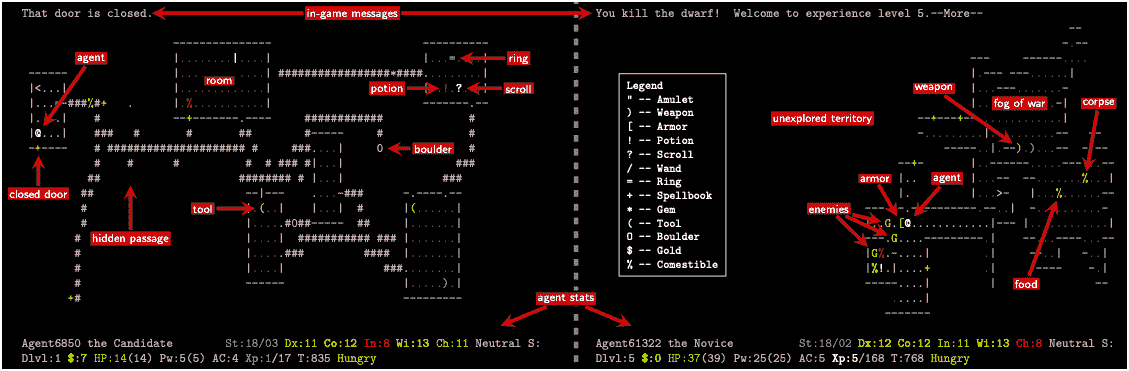 That door is closed.
in-game messages
You kill the dwarf!  Welcome to experience level 5.--More--
agent
room
ring
potion
scroll
boulder
closed door
tool
hidden passage
agent stats
Legend
" -- Amulet
) -- Weapon
[ -- Armor
! -- Potion
? -- Scroll
/ -- Wand
= -- Ring
+ -- Spellbook
* -- Gem
( -- Tool
O -- Boulder
$ -- Gold
% -- Comestible
weapon
fog of war
corpse
unexplored territory
armor
agent
enemies
food
Agent6850 the Candidate St:18/03 Dx:11 Co:12 In:8 Wi:13 Ch:11 Neutral S:
Dlvl:1 $:7 HP:14(14) Pw:5(5) AC:4 Xp:1/17 T:835 Hungry
Agent61322 the Novice St:18/02 Dx:12 Co:12 In:11 Wi:13 Ch:8 Neutral S:
Dlvl:5 $:0 HP:37(39) Pw:25(25) AC:5 Xp:5/168 T:768 Hungry